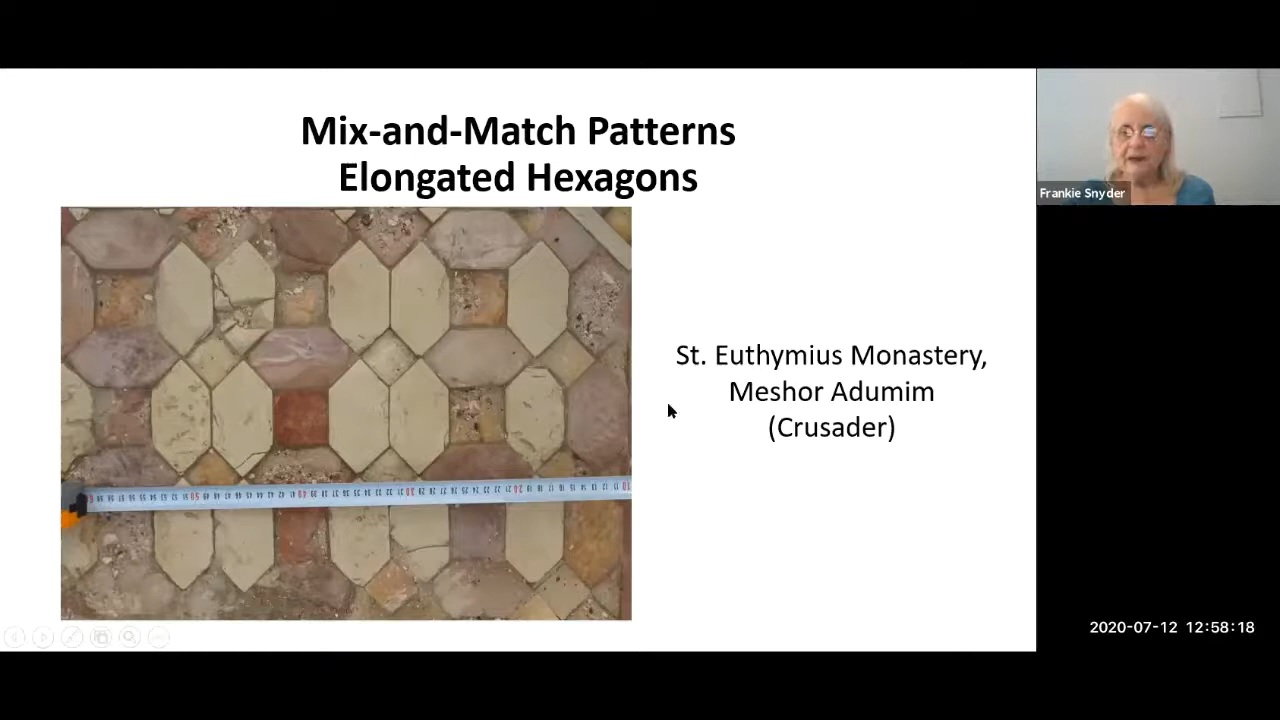 Mix-and-Match Patterns
Elongated Hexagons
St. Euthymius Monastery,
Meshor Adumim
(Crusader)
Frankie Snyder
2020-07-12 12:58:18